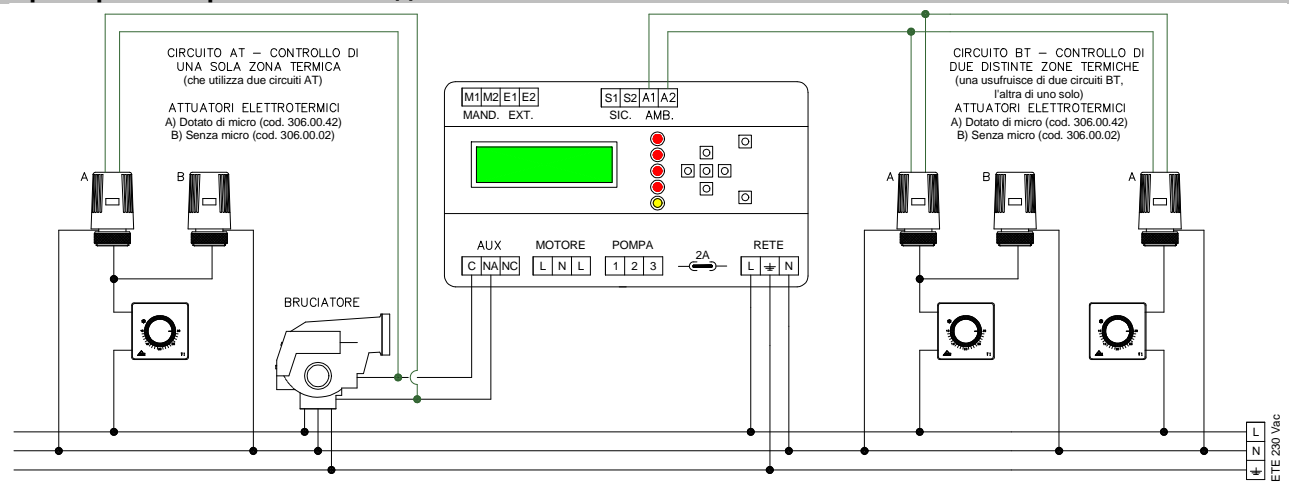 CIRCUITO AT – CONTROLLO DI
UNA SOLA ZONA TERMICA
(che utilizza due circuiti AT)
ATTUATORI ELETTROTERMICI
A) Dotato di micro (cod. 306.00.42)
B) Senza micro (cod. 306.00.02)
CIRCUITO BT – CONTROLLO DI
DUE DISTINTE ZONE TERMICHE
(una usufruisce di due circuiti BT,
l'altra di uno solo)
ATTUATORI ELETTROTERMICI
A) Dotato di micro (cod. 306.00.42)
B) Senza micro (cod. 306.00.02)
M1 M2 E1 E2
MAND. EXT.
S1 S2 A1 A2
SIC. AMB.
A
B
A
B
A
AUX
C NA NC
MOTORE
L N L
POMPA
1 2 3
2A
RETE
L N
BRUCIATORE
T1
T1
T1
L
N
ETE 230 Vac